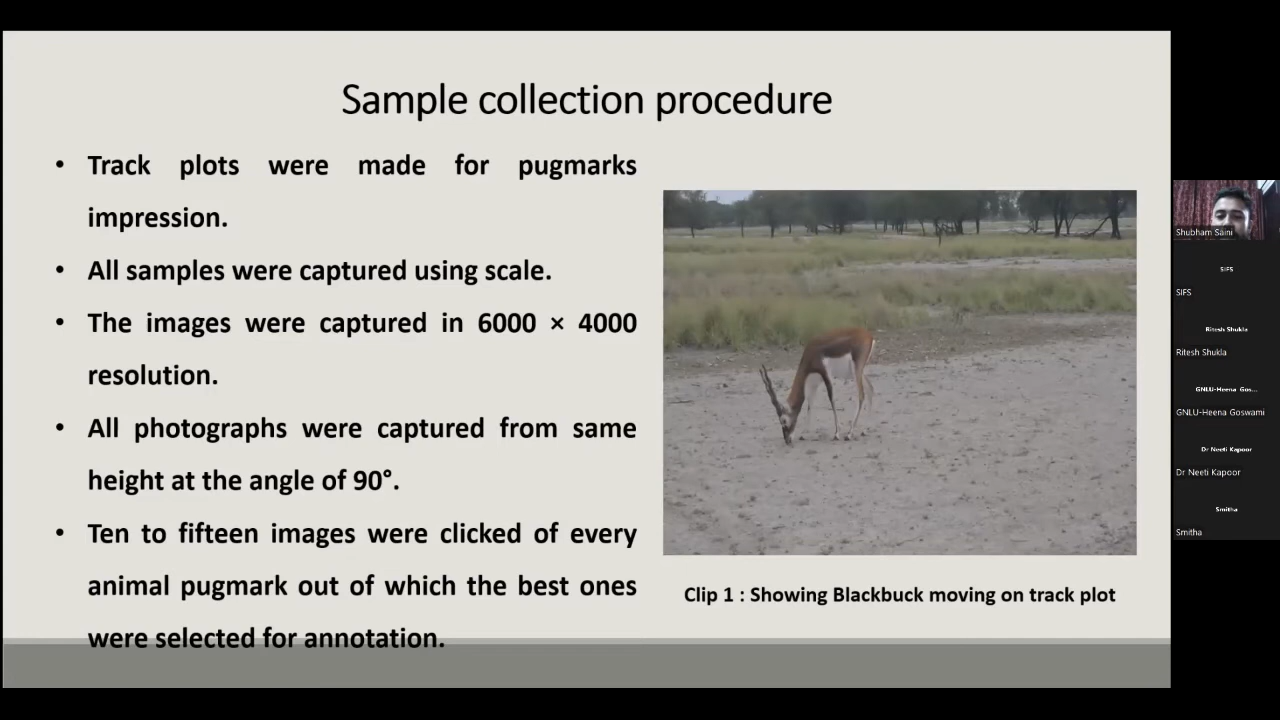 Sample collection procedure
• Track plots were made for pugmarks
impression.
• All samples were captured using scale.
• The images were captured in 6000 × 4000
resolution.
• All photographs were captured from same
height at the angle of 90°.
• Ten to fifteen images were clicked of every
animal pugmark out of which the best ones
were selected for annotation.
Clip 1 : Showing Blackbuck moving on track plot
Shubham Saini
SIFS
SIFS
Ritesh Shukla
Ritesh Shukla
GNLU-Heena Gos...
GNLU-Heena Goswami
Dr Neeti Kapoor
Dr Neeti Kapoor
Smitha
Smitha